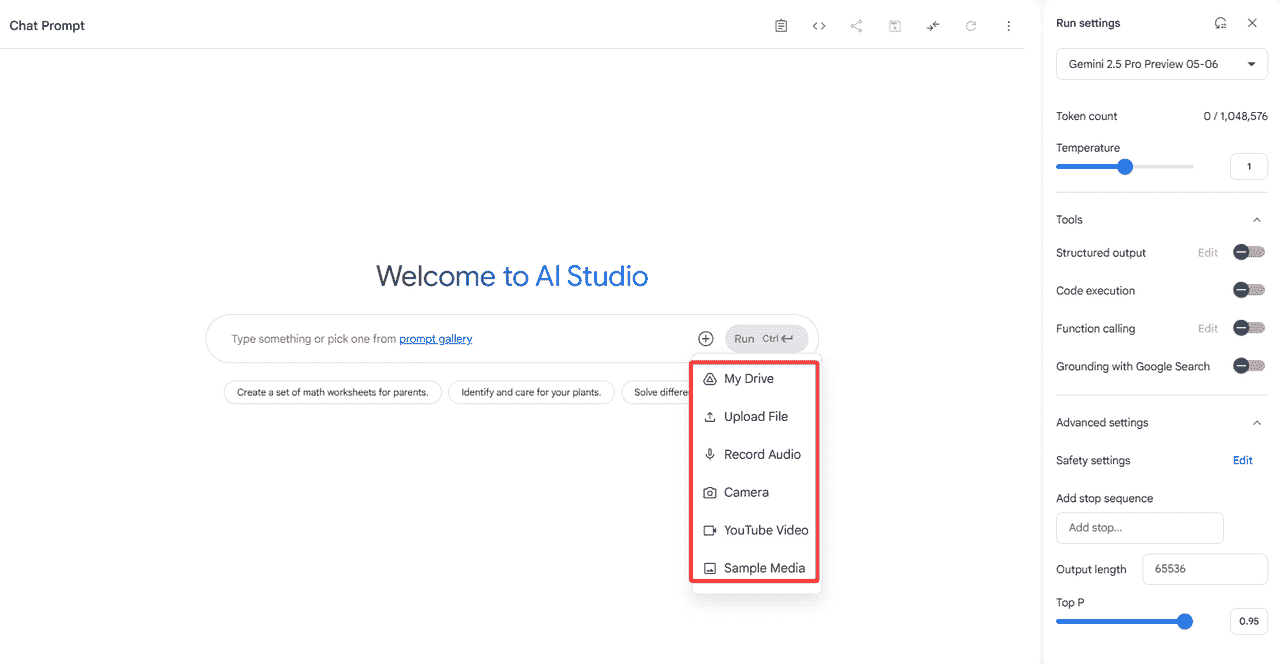 Chat Prompt
Run settings
Gemini 2.5 Pro Preview 05-06
Token count 0 / 1,048,576
Temperature
1
Tools
Structured output Edit
Code execution
Function calling Edit
Grounding with Google Search
Advanced settings
Safety settings Edit
Add stop sequence
Add stop...
Output length 65536
Top P
0.95
Welcome to AI Studio
Type something or pick one from prompt gallery Run Ctrl
Create a set of math worksheets for parents. Identify and care for your plants. Solve differe
My Drive
Upload File
Record Audio
Camera
YouTube Video
Sample Media